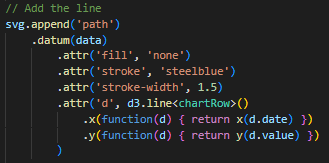 // Add the line
svg.append('path')
.datum(data)
.attr('fill', 'none')
.attr('stroke', 'steelblue')
.attr('stroke-width', 1.5)
.attr('d', d3.line<chartRow>()
.x(function(d) { return x(d.date) })
.y(function(d) { return y(d.value) })
)